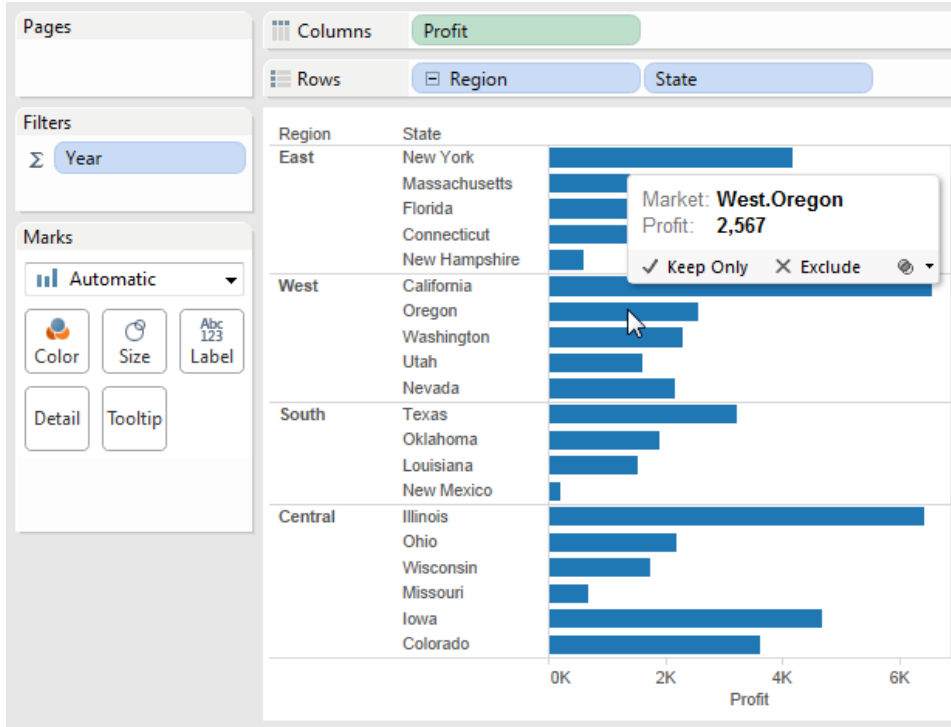 Pages
Columns Profit
Rows Region State
Filters
Σ Year
Marks
Automatic
Color Size Abc 123 Label
Detail Tooltip
Region State
East New York
Massachusetts
Florida
Connecticut
New Hampshire
West California
Oregon
Washington
Utah
Nevada
South Texas
Oklahoma
Louisiana
New Mexico
Central Illinois
Ohio
Wisconsin
Missouri
Iowa
Colorado
Market: West.Oregon
Profit: 2,567
Keep Only Exclude
0K 2K 4K 6K
Profit